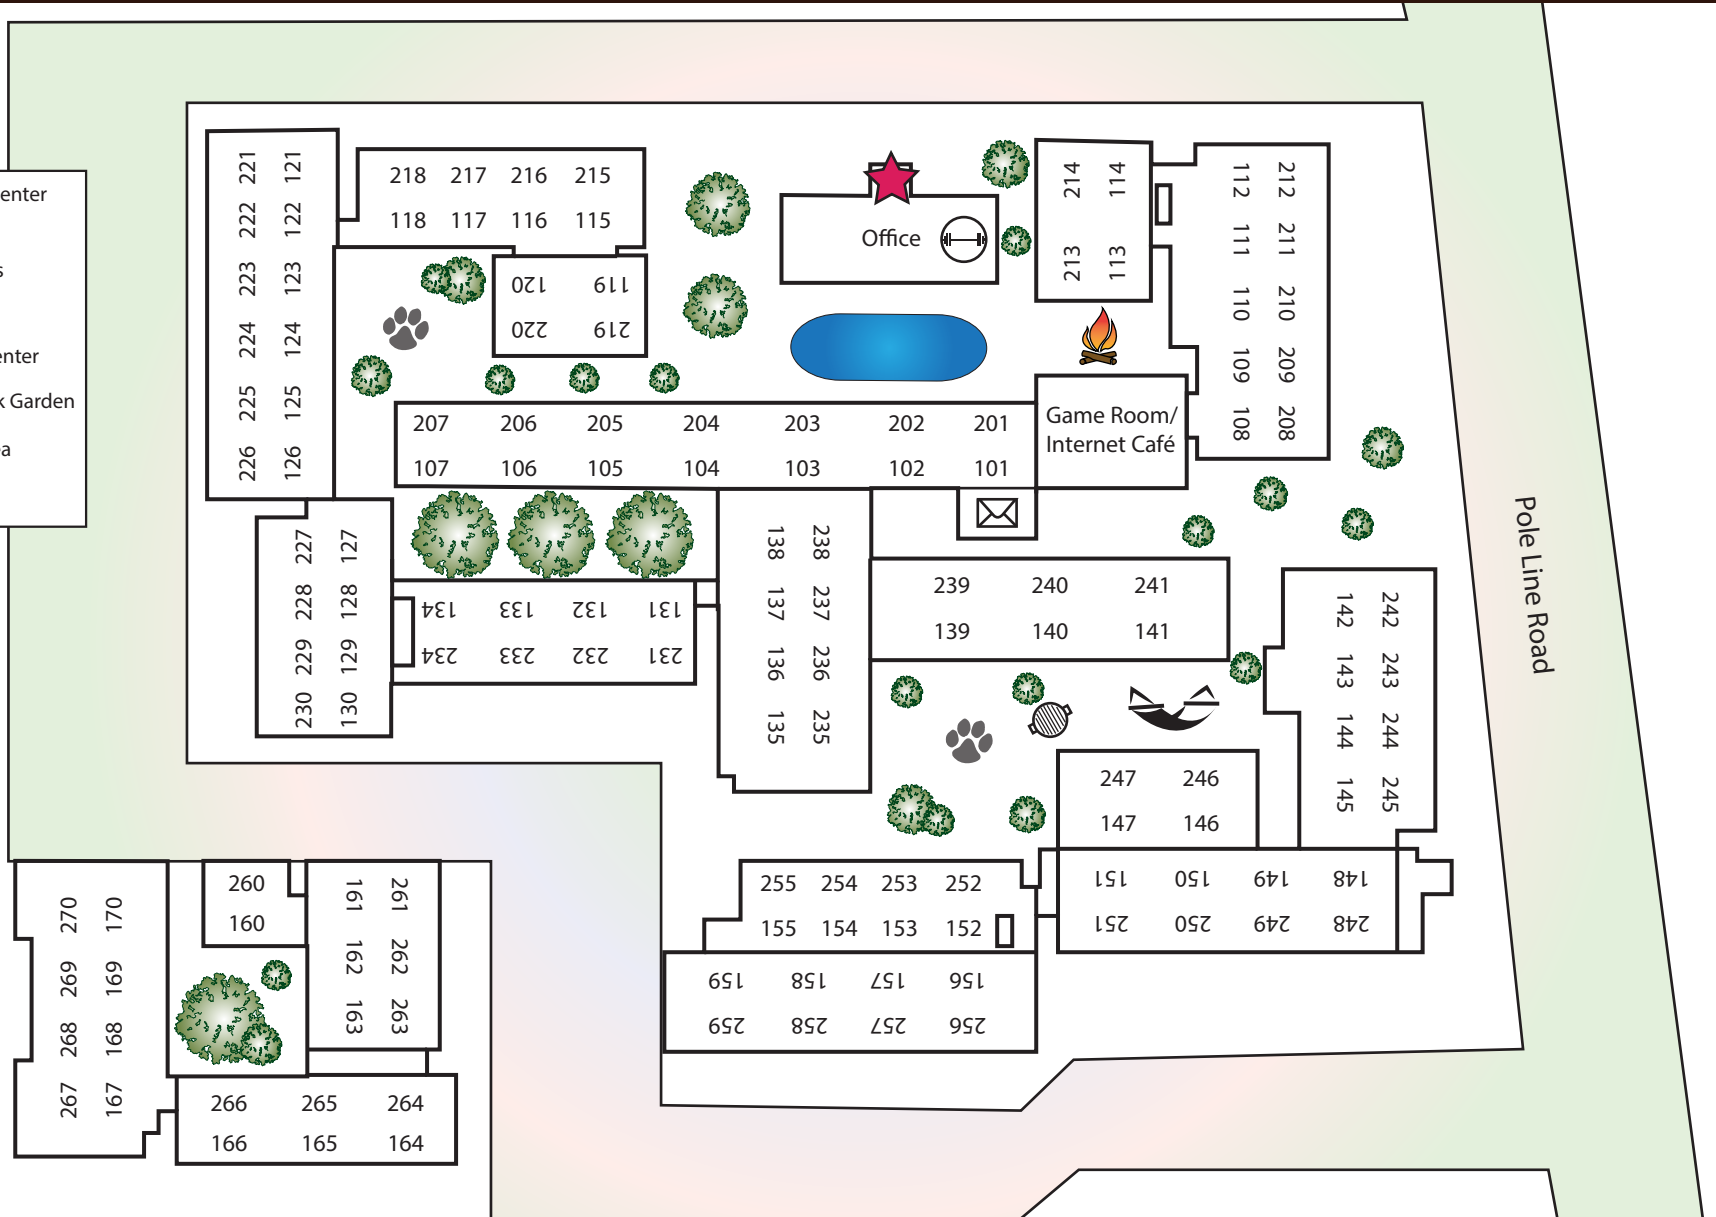 enter
s
enter
k Garden
ea
221 121
222 122
223 123
224 124
225 125
226 126
218 217 216 215
118 117 116 115
120 119
220 219
Office
214 114
213 113
112 212
111 211
110 210
109 209
108 208
207 206 205 204 203 202 201
107 106 105 104 103 102 101
Game Room/
Internet Café
227 127
228 128
229 129
230 130
134 133 132 131
234 233 232 231
138 238
137 237
136 236
135 235
239 240 241
139 140 141
142 242
143 243
144 244
145 245
Pole Line Road
247 246
147 146
151 150 149 148
251 250 249 248
255 254 253 252
155 154 153 152
159 158 157 156
259 258 257 256
270 170
269 169
268 168
267 167
260
160
161 261
162 262
163 263
266 265 264
166 165 164